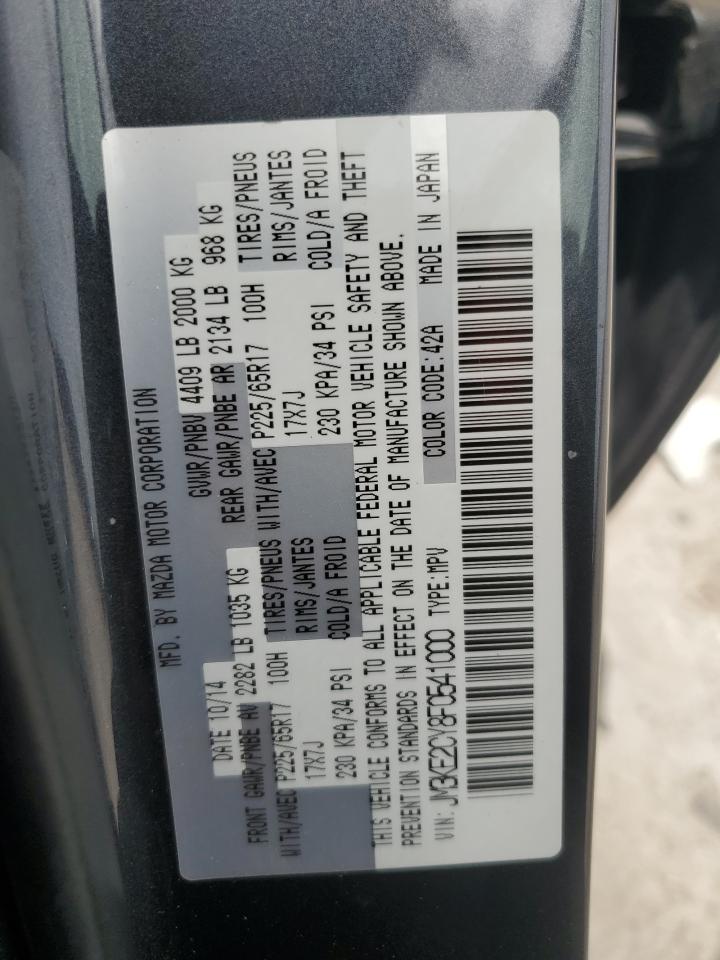 MFD. BY MAZDA MOTOR CORPORATION
DATE 10/14 GVWR/PNBV 4409 LB 2000 KG
FRONT GAWR/PNBE AV 2282 LB 1035 KG REAR GAWR/PNBE AR 2134 LB 968 KG
WITH/AVEC P225/65R17 100H TIRES/PNEUS WITH/AVEC P225/65R17 100H TIRES/PNEUS
17X7J RIMS/JANTES 17X7J RIMS/JANTES
230 KPA/34 PSI COLD/A FROID 230 KPA/34 PSI COLD/A FROID
THIS VEHICLE CONFORMS TO ALL APPLICABLE FEDERAL MOTOR VEHICLE SAFETY AND THEFT
PREVENTION STANDARDS IN EFFECT ON THE DATE OF MANUFACTURE SHOWN ABOVE.
VIN: JM3KE2CY8F0541000 TYPE:MPV COLOR CODE:42A MADE IN JAPAN